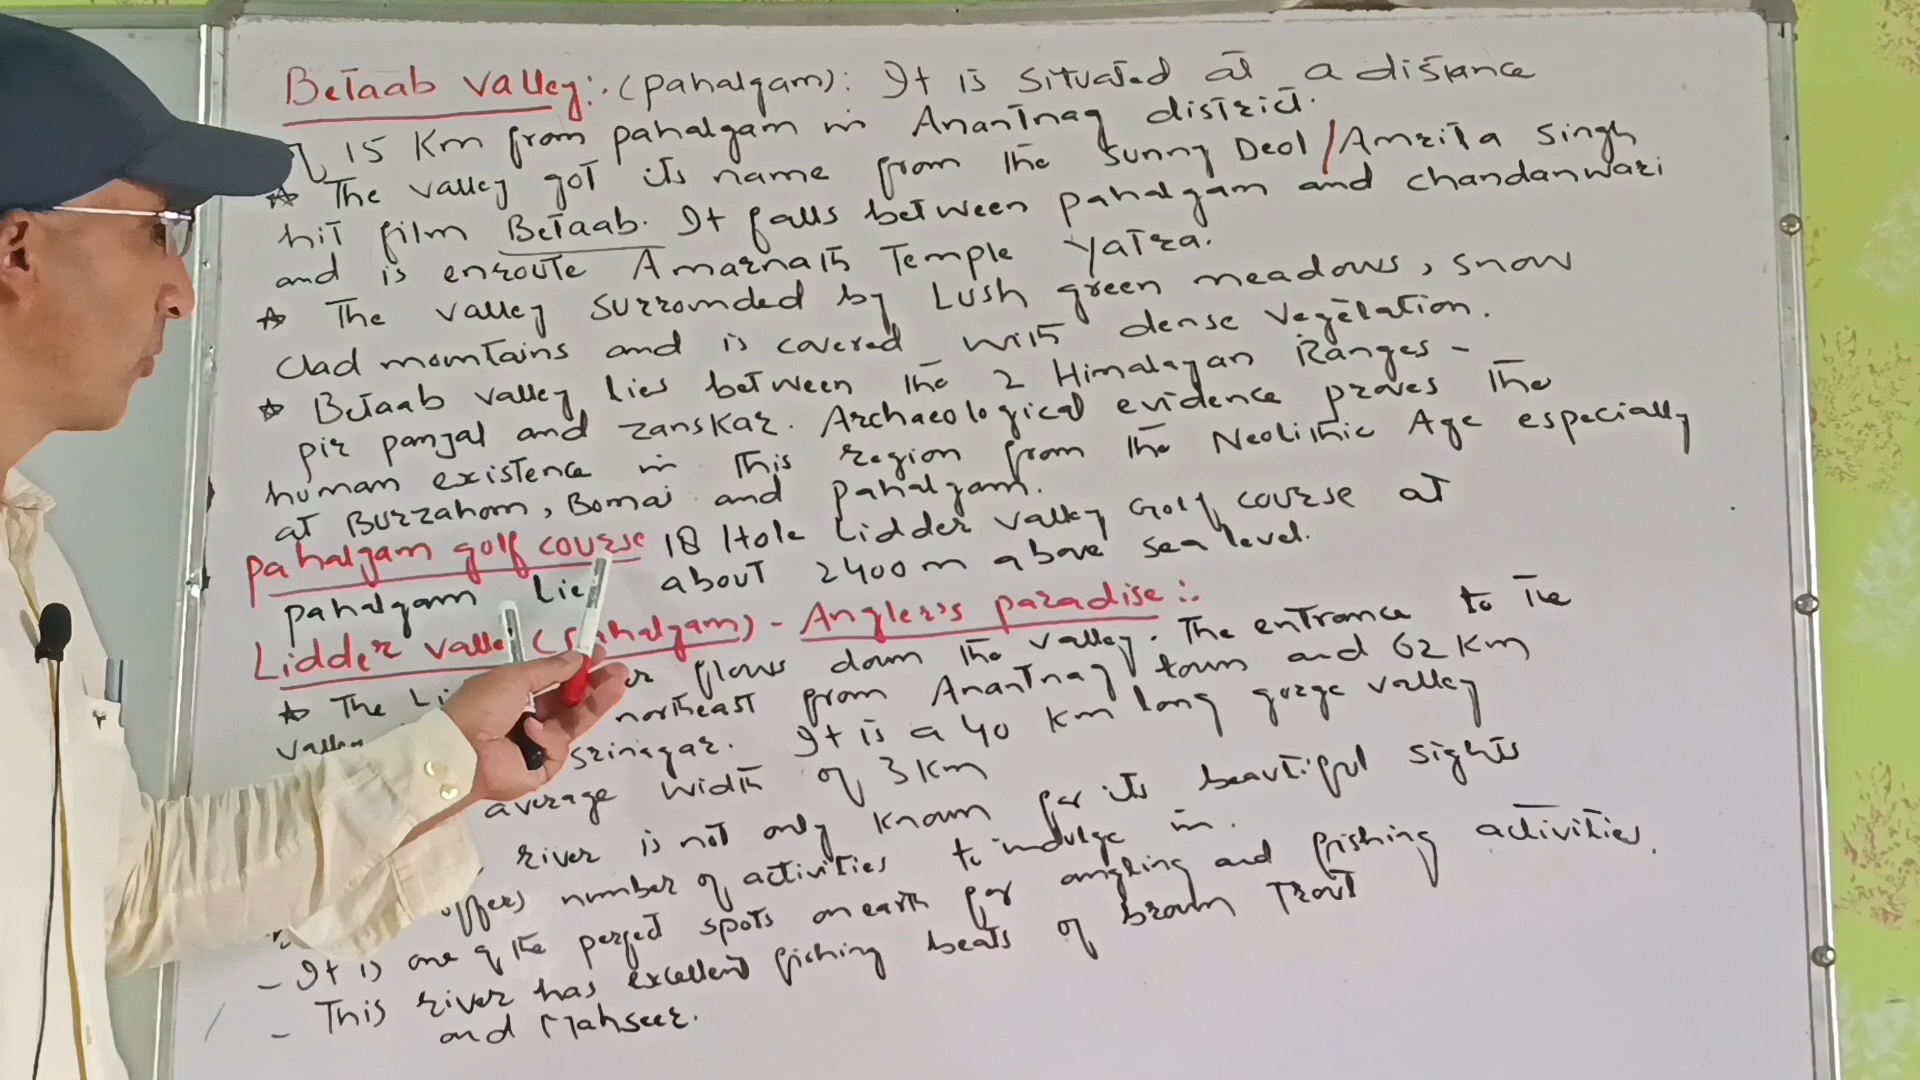 Betaab Valley:. (pahalgam): It is situated at a distance
of 15 Km from pahalgam in Anantnag district.
☆ The valley got its name from the Sunny Deol/Amrita Singh
hit film Betaab. It falls between pahalgam and chandanwari
and is enroute Amarnath Temple Yatra.
☆ The valley surrounded by Lush green meadows, snow
clad mountains and is covered with dense vegetation.
☆ Betaab valley lies between the 2 Himalayan Ranges -
pir panjal and zanskar. Archaeological evidence proves the
human existence in this region from the Neolithic Age especially
at Burzahom, Bomai and pahalgam.
pahalgam golf course 18 Hole Lidder valley Golf course at
pahalgam lies about 2400m above sea level.
Lidder valley (pahalgam) - Angler's paradise:.
☆ The Li er flows down the valley. The entrance to the
valley northeast from Anantnag town and 62 Km
srinagar. It is a 40 Km long gorge valley
average width of 3 Km
river is not only known for its beautiful sights
offers number of activities to indulge in.
- It is one of the perfect spots on earth for angling and fishing activities.
- This river has excellent fishing beats of brown Trout
and Mahseer.